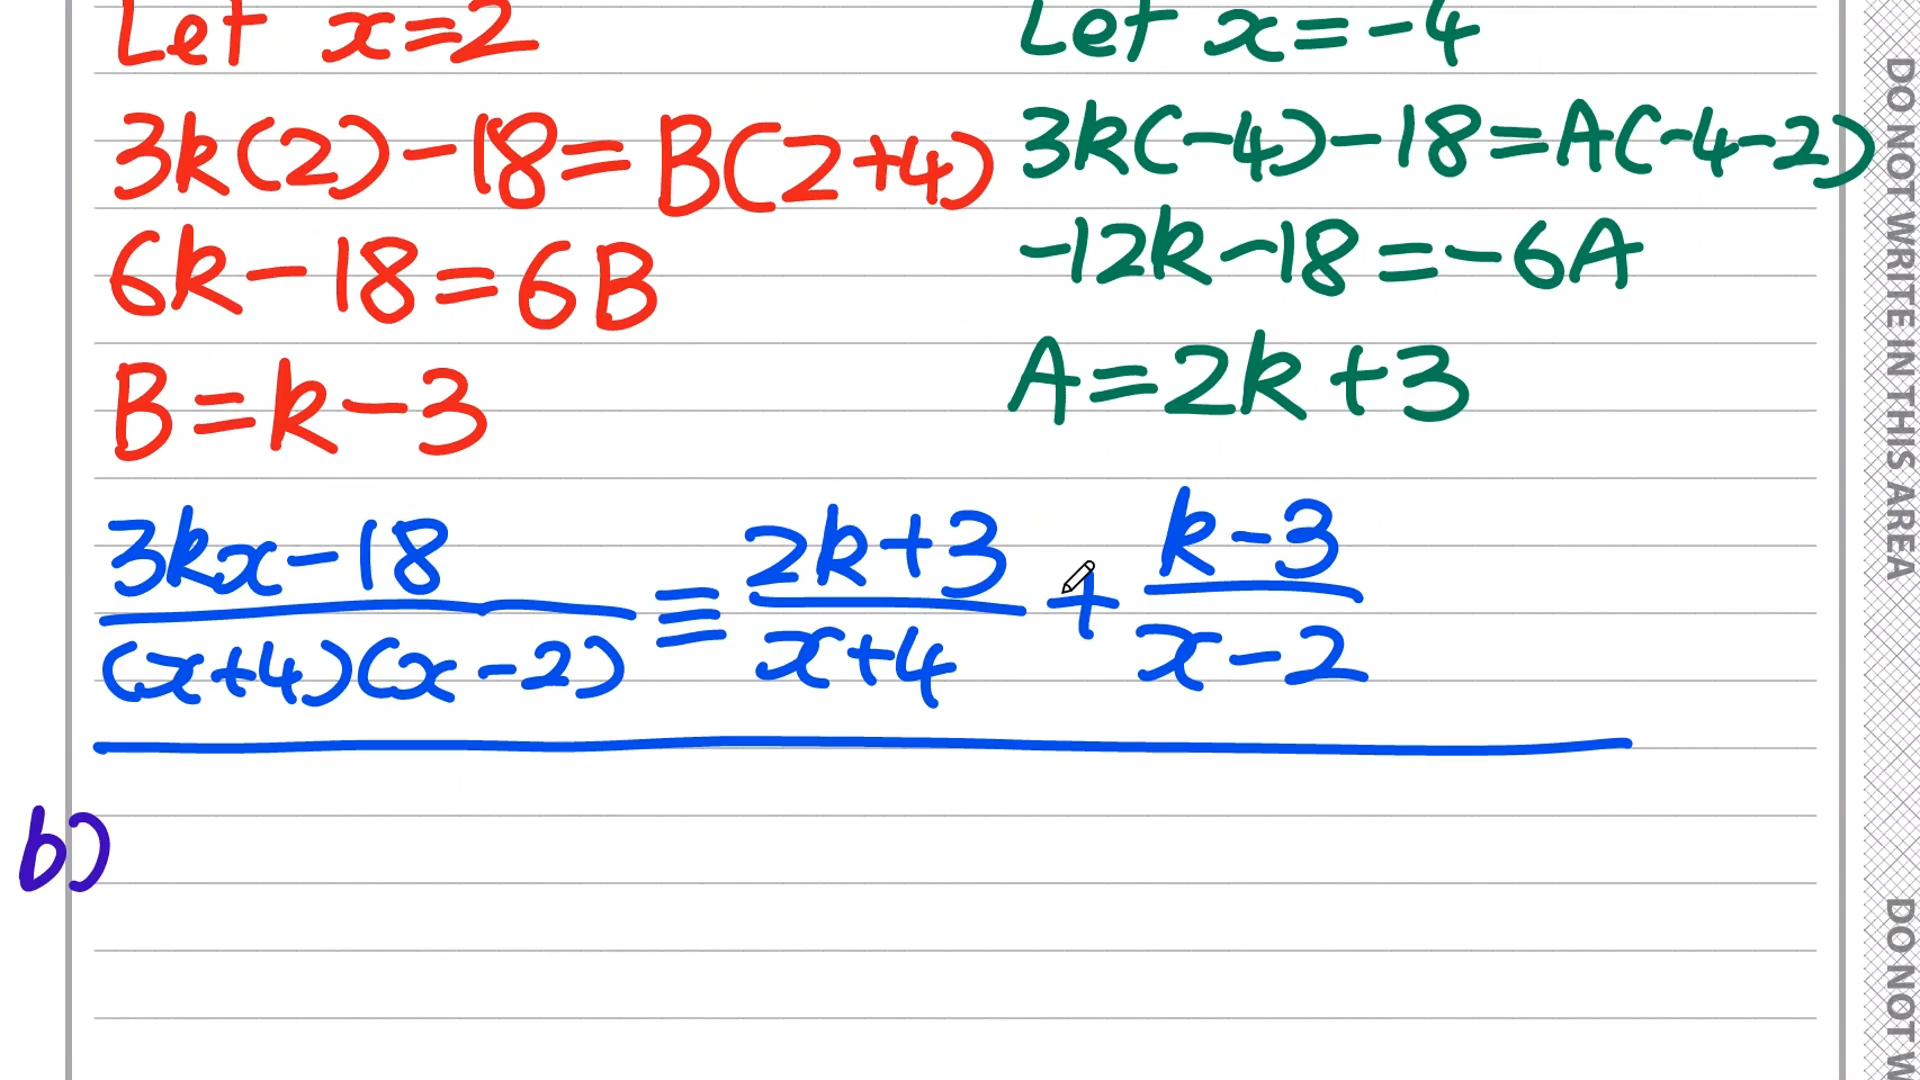 Let x=2
3k(2)-18=B(2+4)
6k-18=6B
B=k-3
Let x=-4
3k(-4)-18=A(-4-2)
-12k-18=-6A
A=2k+3
3kx-18/(x+4)(x-2) ≡ 2k+3/x+4 + k-3/x-2
b)
DO NOT WRITE IN THIS AREA
DO NOT W